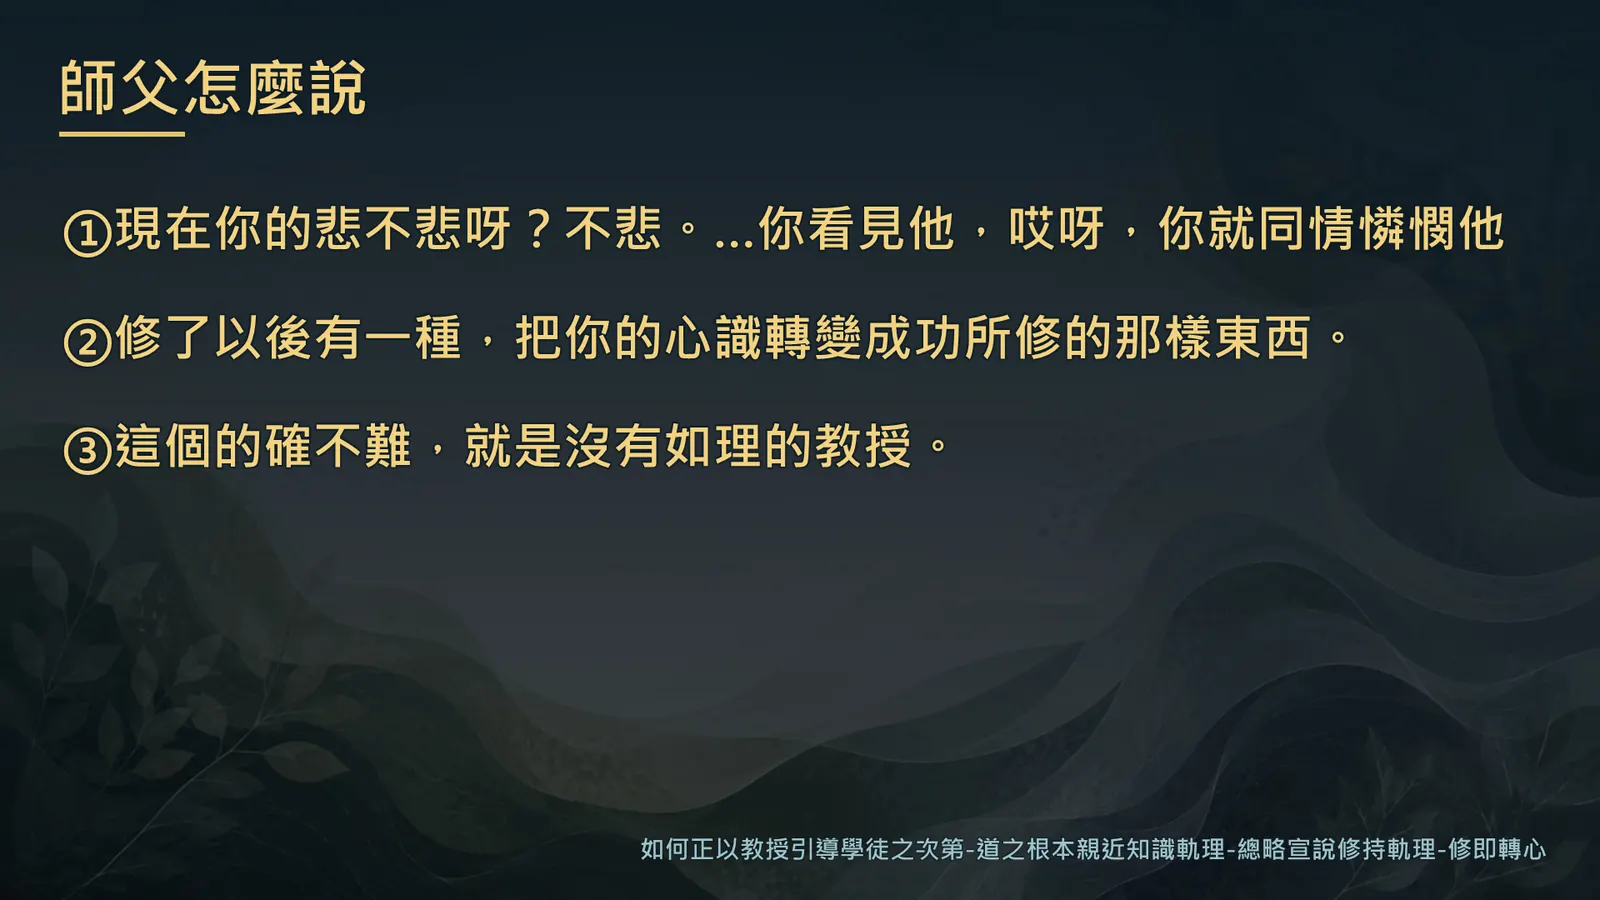 師父怎麼說
①現在你的悲不悲呀？不悲。...你看見他，哎呀，你就同情憐憫他
②修了以後有一種，把你的心識轉變成功所修的那樣東西。
③這個的確不難，就是沒有如理的教授。
如何正以教授引導學徒之次第-道之根本親近知識軌理-總略宣說修持軌理-修即轉心